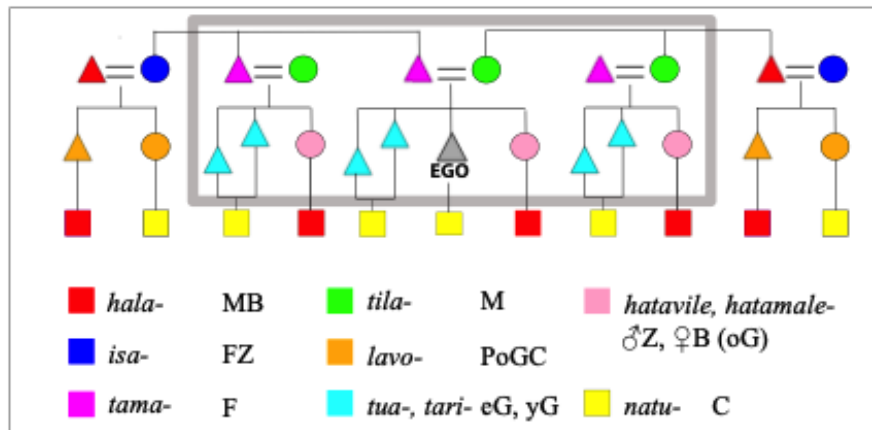 EGO
hala- MB tila- M hatavile, hatamale-
♂Z, ♀B (oG)
isa- FZ lavo- PoGC
tama- F tua-, tari- eG, yG natu- C